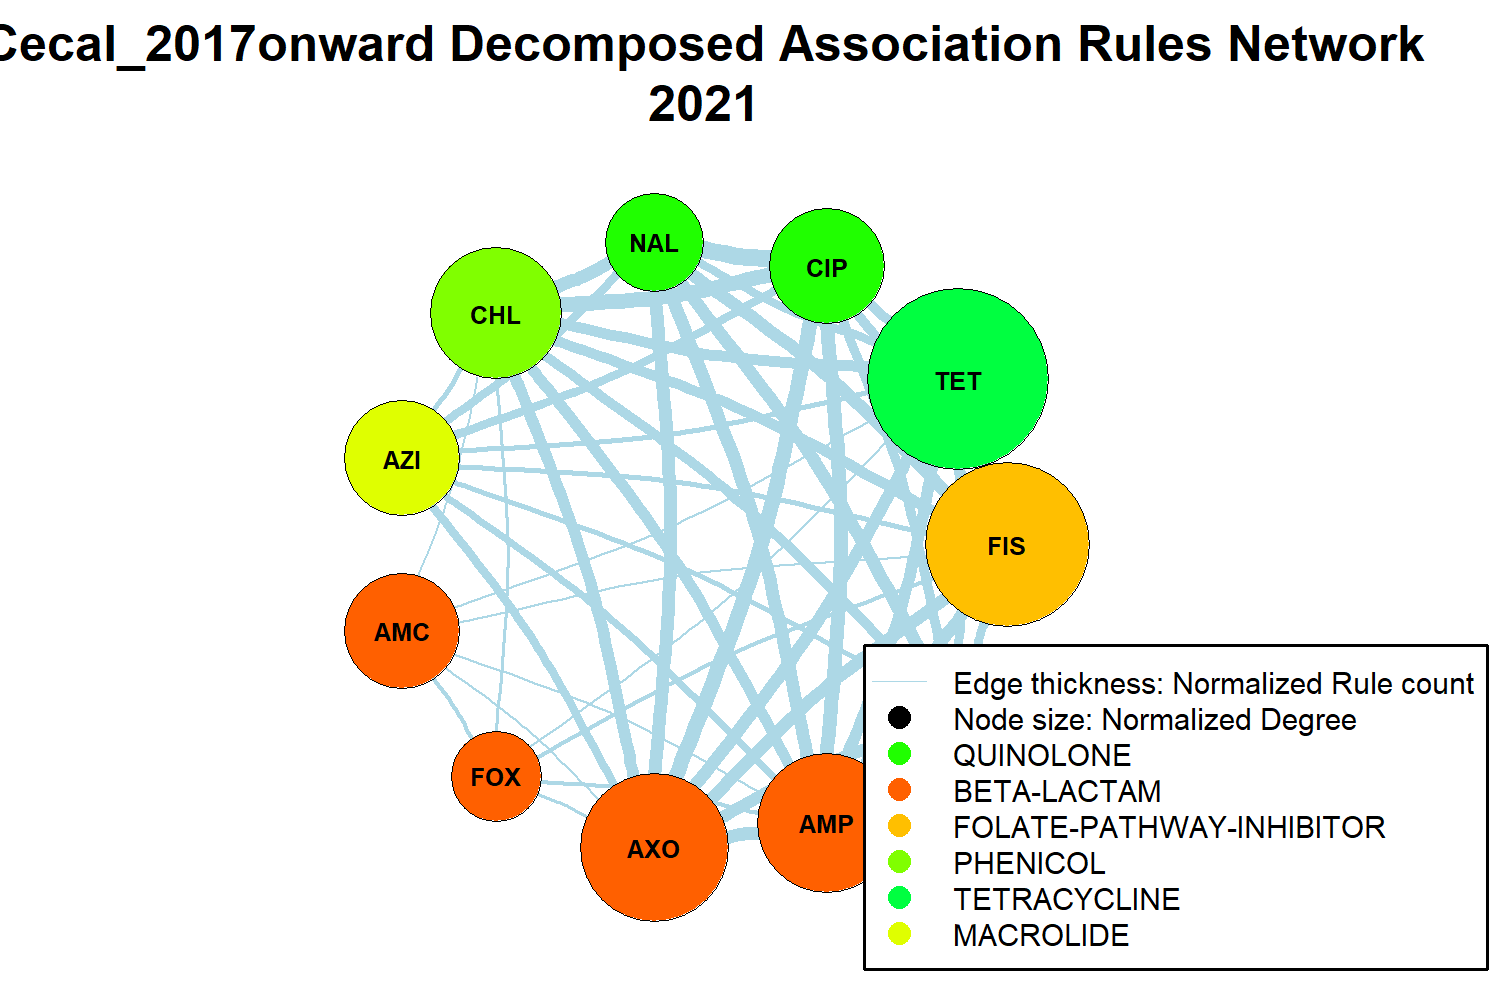 Cecal_2017onward Decomposed Association Rules Network
2021
NAL
CIP
CHL
TET
AZI
FIS
AMC
FOX
AXO
AMP
Edge thickness: Normalized Rule count
Node size: Normalized Degree
QUINOLONE
BETA-LACTAM
FOLATE-PATHWAY-INHIBITOR
PHENICOL
TETRACYCLINE
MACROLIDE